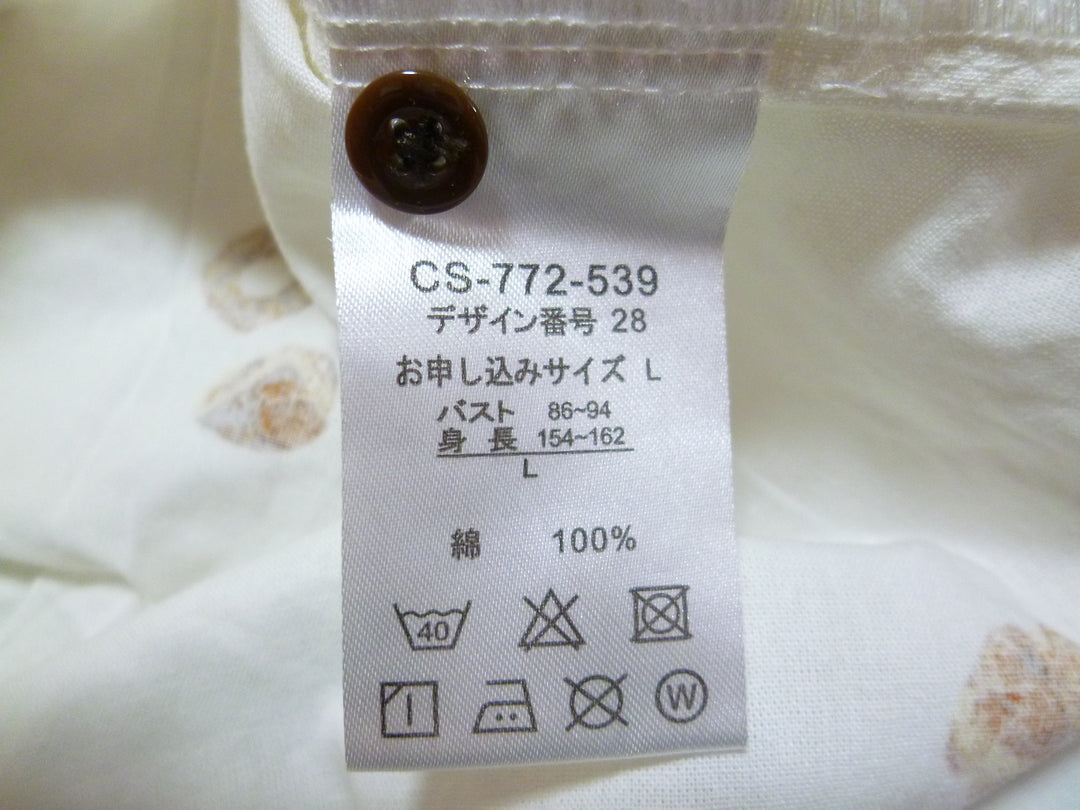 CS-772-539
デザイン番号 28
お申し込みサイズ L
バスト 86~94
身長 154~162
L
綿 100%
40
W